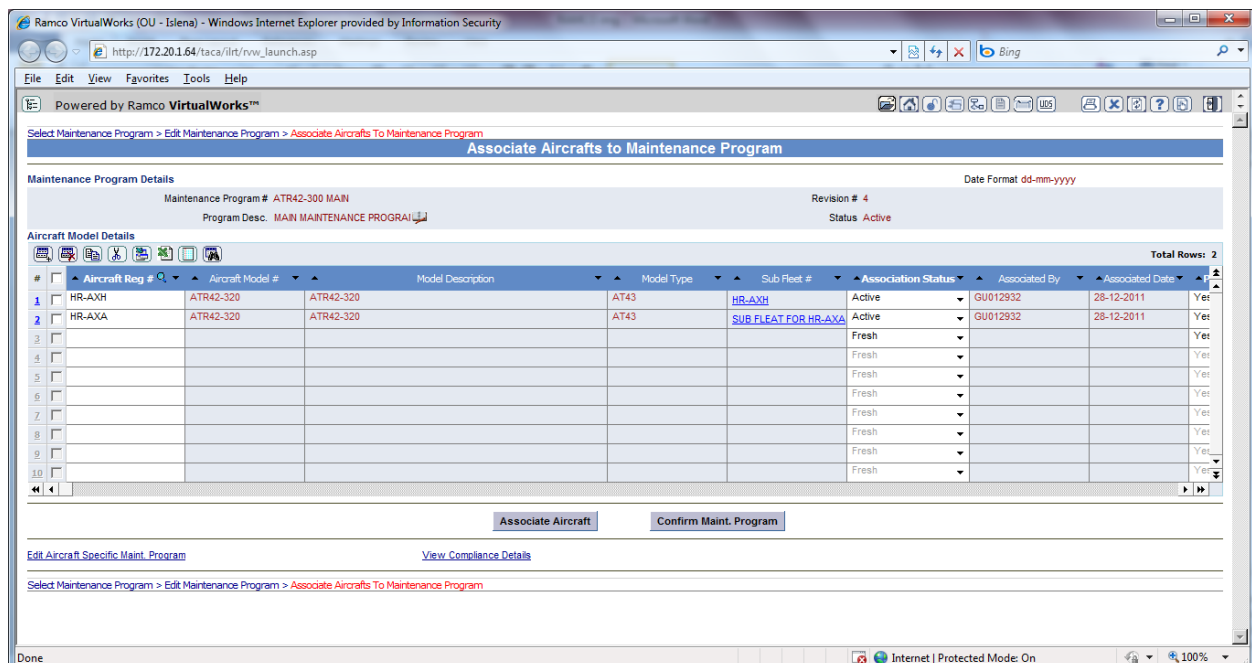 Ramco VirtualWorks (OU - Islena) - Windows Internet Explorer provided by Information Security
http://172.20.1.64/taca/ilrt/rvw_launch.asp Bing
File Edit View Favorites Tools Help
Powered by Ramco VirtualWorks™ UDS
Select Maintenance Program > Edit Maintenance Program > Associate Aircrafts To Maintenance Program
Associate Aircrafts to Maintenance Program
Maintenance Program Details Date Format dd-mm-yyyy
Maintenance Program # ATR42-300 MAIN Revision # 4
Program Desc. MAIN MAINTENANCE PROGRAI Status Active
Aircraft Model Details
Total Rows: 2
# Aircraft Reg # Aircraft Model # Model Description Model Type Sub Fleet # Association Status Associated By Associated Date
1 HR-AXH ATR42-320 ATR42-320 AT43 HR-AXH Active GU012932 28-12-2011 Yes
2 HR-AXA ATR42-320 ATR42-320 AT43 SUB FLEAT FOR HR-AXA Active GU012932 28-12-2011 Yes
3 Fresh Yes
4 Fresh Yes
5 Fresh Yes
6 Fresh Yes
7 Fresh Yes
8 Fresh Yes
9 Fresh Yes
10 Fresh Yes
Associate Aircraft Confirm Maint. Program
Edit Aircraft Specific Maint. Program View Compliance Details
Select Maintenance Program > Edit Maintenance Program > Associate Aircrafts To Maintenance Program
Done Internet | Protected Mode: On 100%